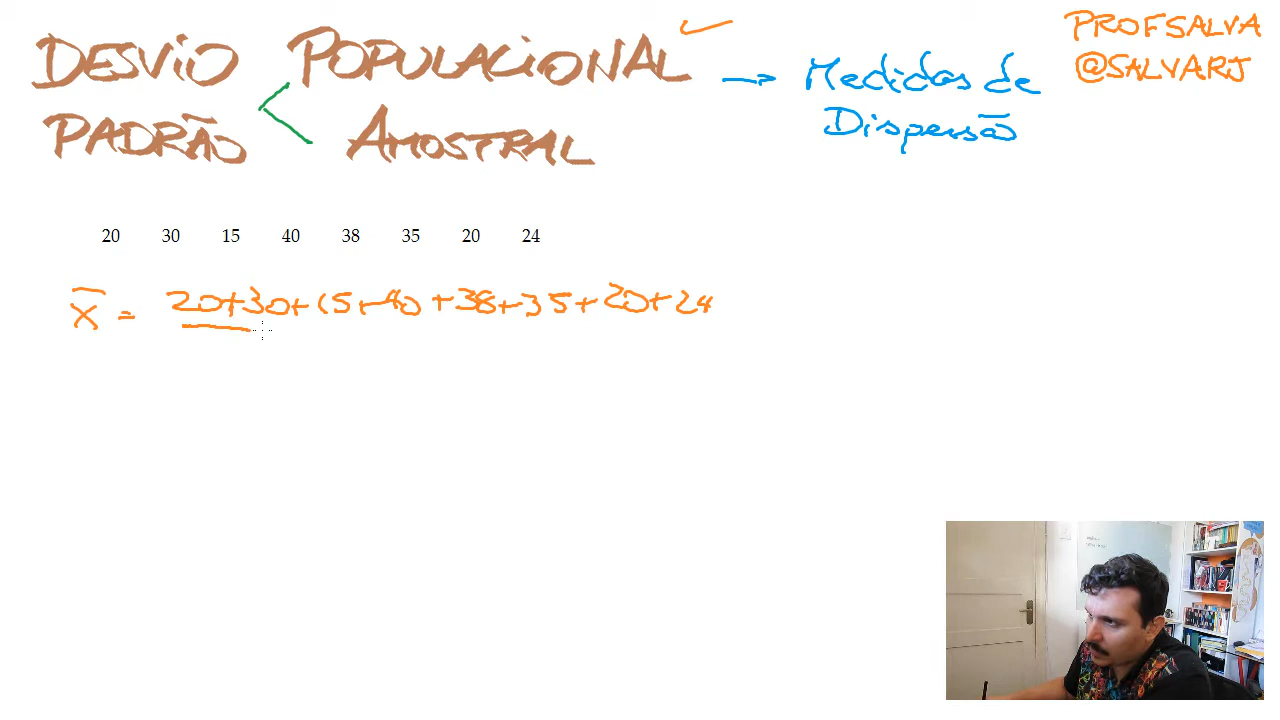 DESVIO POPULACIONAL
PADRÃO AMOSTRAL
→ Medidas de
Dispersão
PROFSALVA
@SALVARJ
20 30 15 40 38 35 20 24
X̄ = 20+30+15+40+38+35+20+24